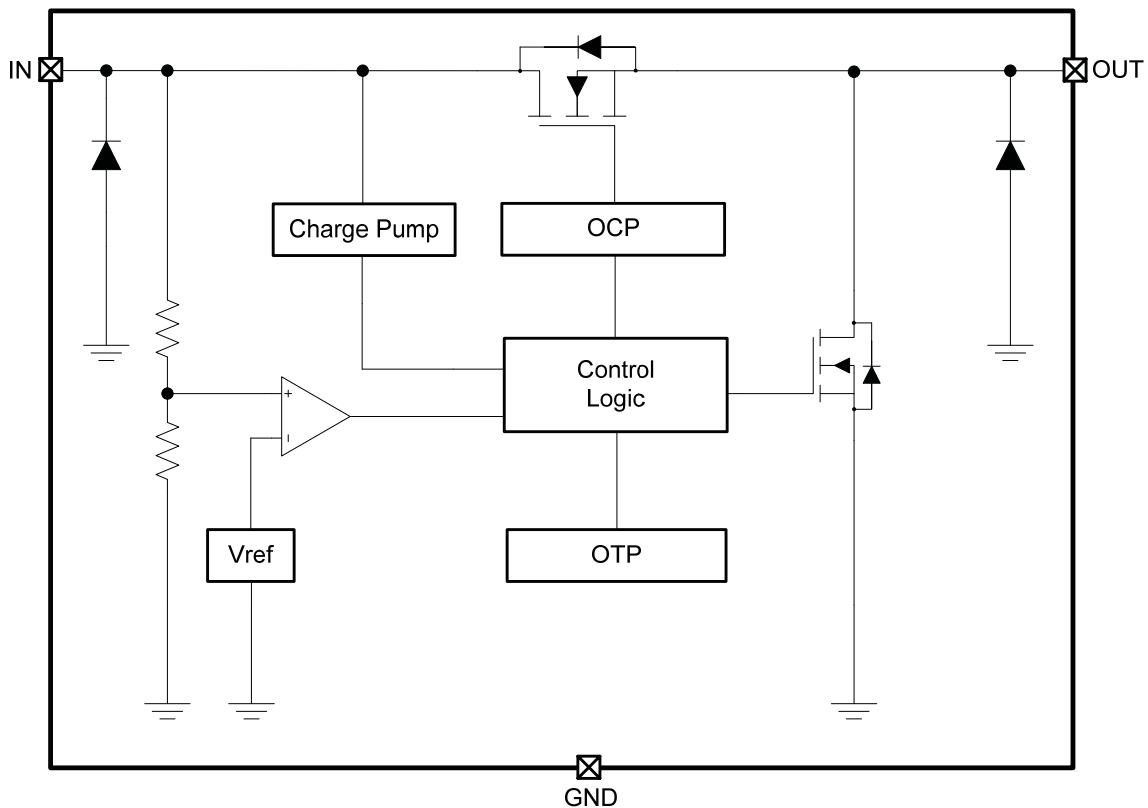 IN
OUT
Charge Pump
OCP
Control
Logic
+
Vref
OTP
GND